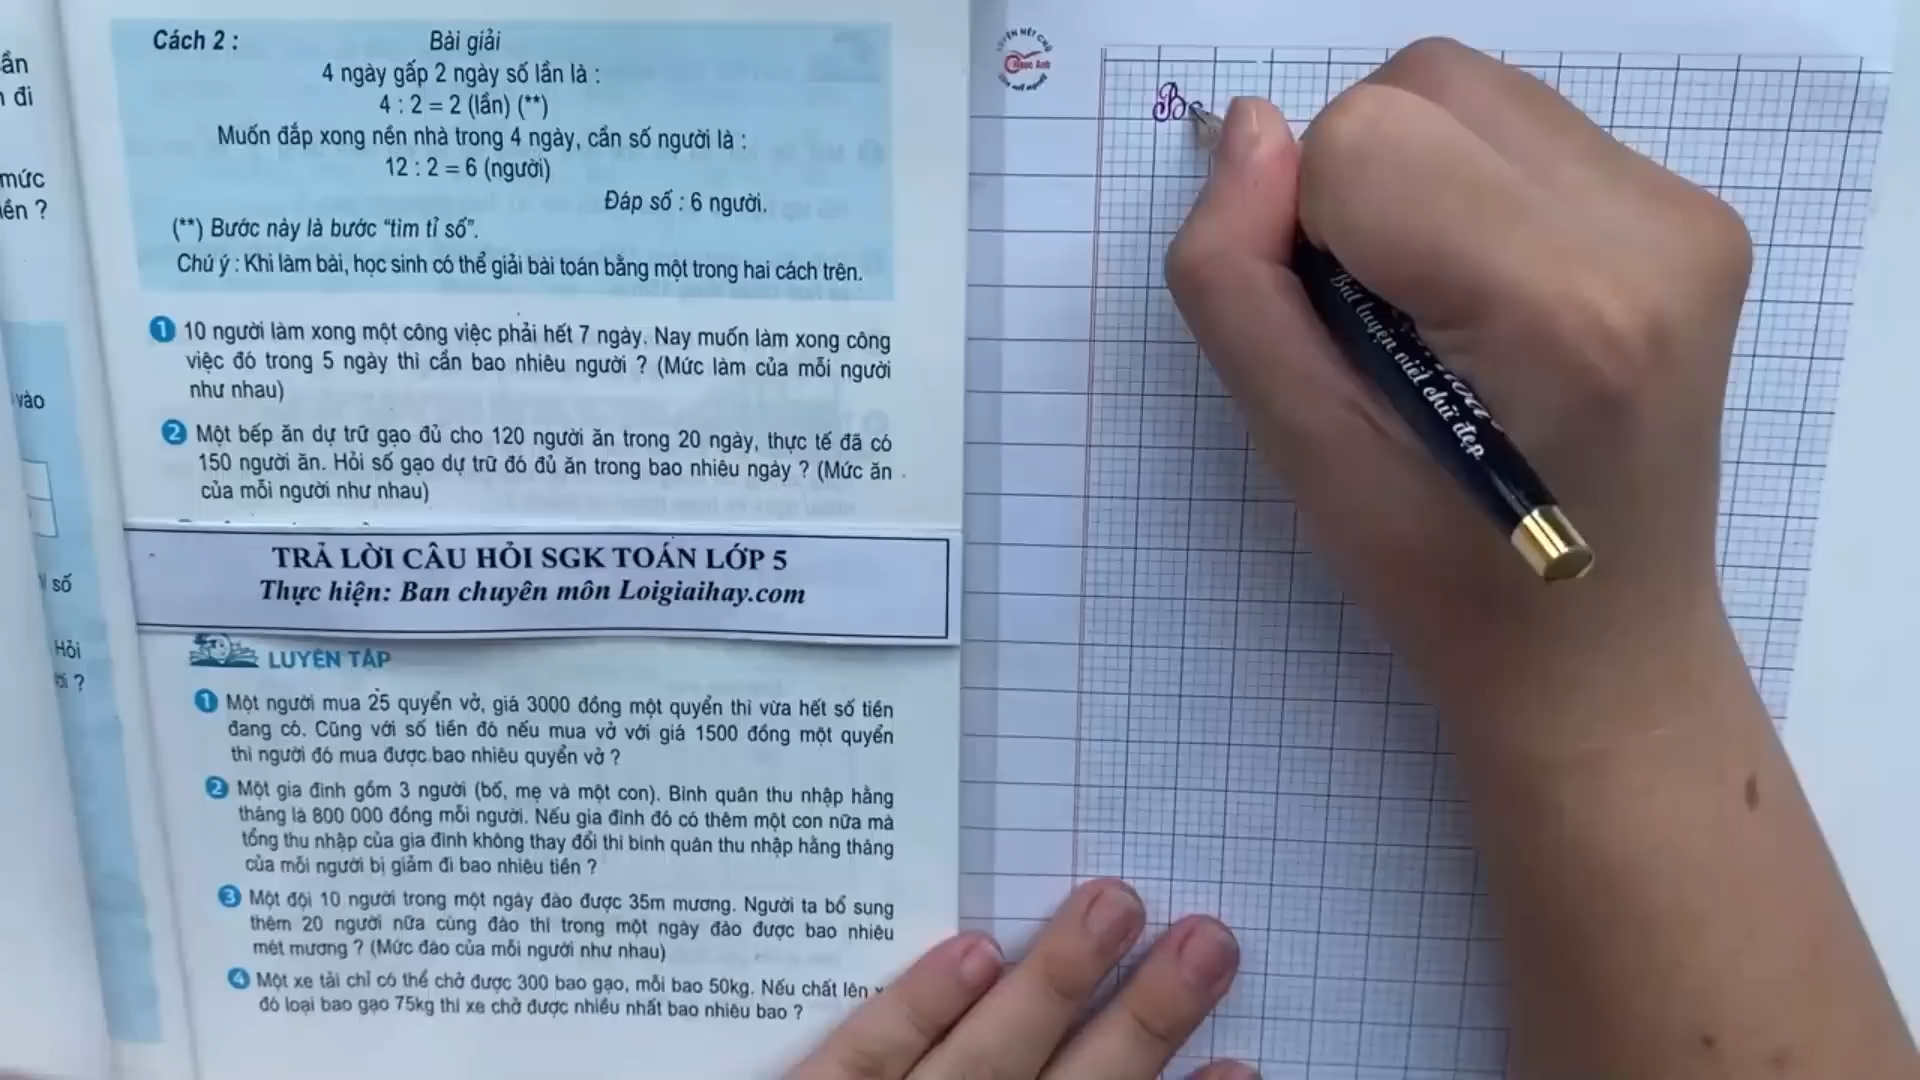 ần
đi
mức
ền ?
vào
số
Hỏi
?
Cách 2 :
Bài giải
4 ngày gấp 2 ngày số lần là :
4 : 2 = 2 (lần) (**)
Muốn đắp xong nền nhà trong 4 ngày, cần số người là :
12 : 2 = 6 (người)
Đáp số : 6 người.
(**) Bước này là bước “tìm tỉ số”.
Chú ý : Khi làm bài, học sinh có thể giải bài toán bằng một trong hai cách trên.
1 10 người làm xong một công việc phải hết 7 ngày. Nay muốn làm xong công
việc đó trong 5 ngày thì cần bao nhiêu người ? (Mức làm của mỗi người
như nhau)
2 Một bếp ăn dự trữ gạo đủ cho 120 người ăn trong 20 ngày, thực tế đã có
150 người ăn. Hỏi số gạo dự trữ đó đủ ăn trong bao nhiêu ngày ? (Mức ăn
của mỗi người như nhau)
TRẢ LỜI CÂU HỎI SGK TOÁN LỚP 5
Thực hiện: Ban chuyên môn Loigiaihay.com
LUYỆN TẬP
1 Một người mua 25 quyển vở, giá 3000 đồng một quyển thì vừa hết số tiền
đang có. Cũng với số tiền đó nếu mua vở với giá 1500 đồng một quyển
thì người đó mua được bao nhiêu quyển vở ?
2 Một gia đình gồm 3 người (bố, mẹ và một con). Bình quân thu nhập hằng
tháng là 800 000 đồng mỗi người. Nếu gia đình đó có thêm một con nữa mà
tổng thu nhập của gia đình không thay đổi thì bình quân thu nhập hằng tháng
của mỗi người bị giảm đi bao nhiêu tiền ?
3 Một đội 10 người trong một ngày đào được 35m mương. Người ta bổ sung
thêm 20 người nữa cùng đào thì trong một ngày đào được bao nhiêu
mét mương ? (Mức đào của mỗi người như nhau)
4 Một xe tải chỉ có thể chở được 300 bao gạo, mỗi bao 50kg. Nếu chất lên
đó loại bao gạo 75kg thì xe chở được nhiều nhất bao nhiêu bao ?
LUYỆN NÉT CHỮ
Ngọc Anh
B
Bút luyện viết chữ đẹp